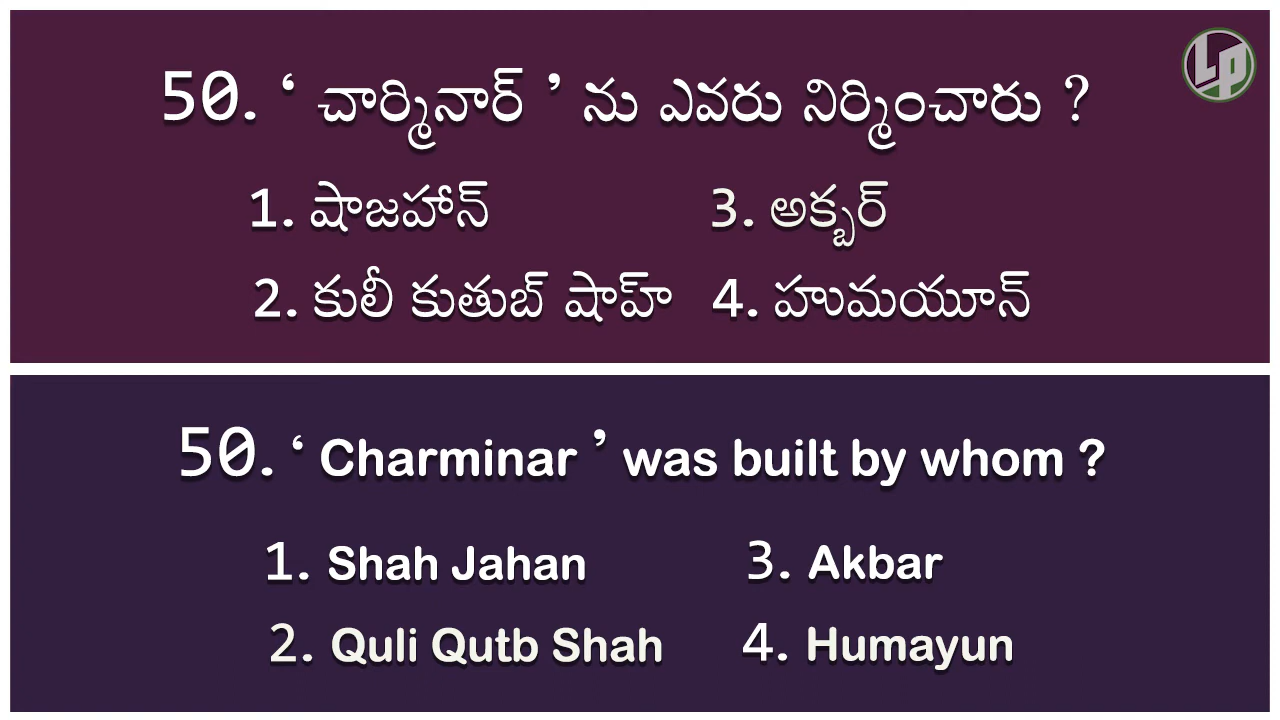 LP
50. ‘ చార్మినార్ ’ ను ఎవరు నిర్మించారు ?
1. షాజహాన్ 3. అక్బర్
2. కులీ కుతుబ్ షాహ్ 4. హుమయూన్
50. ‘ Charminar ’ was built by whom ?
1. Shah Jahan 3. Akbar
2. Quli Qutb Shah 4. Humayun